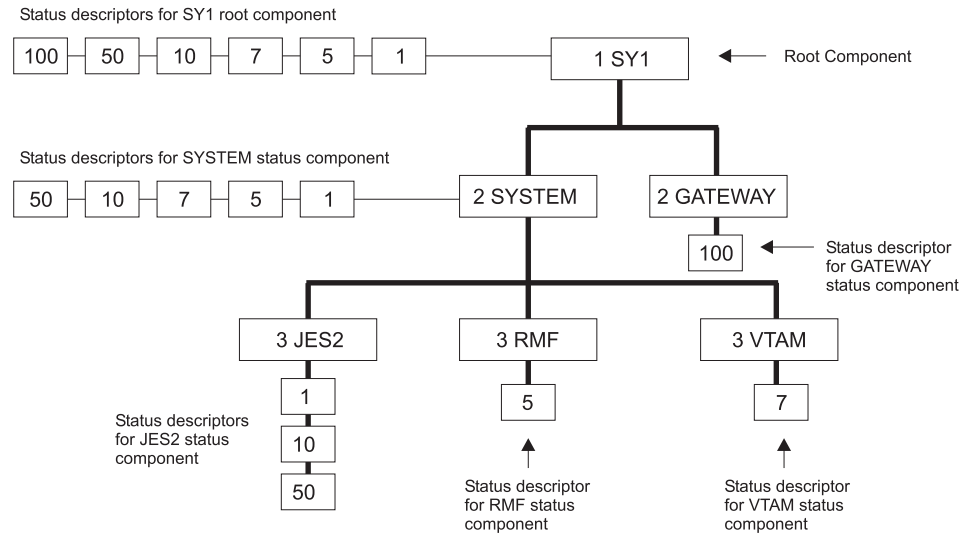 Status descriptors for SY1 root component
100 50 10 7 5 1 1 SY1 Root Component
Status descriptors for SYSTEM status component
50 10 7 5 1 2 SYSTEM 2 GATEWAY
100
Status descriptor
for GATEWAY
status component
3 JES2 3 RMF 3 VTAM
1
5
7
Status descriptors
for JES2 status
component
10
50
Status descriptor
for RMF status
component
Status descriptor
for VTAM status
component